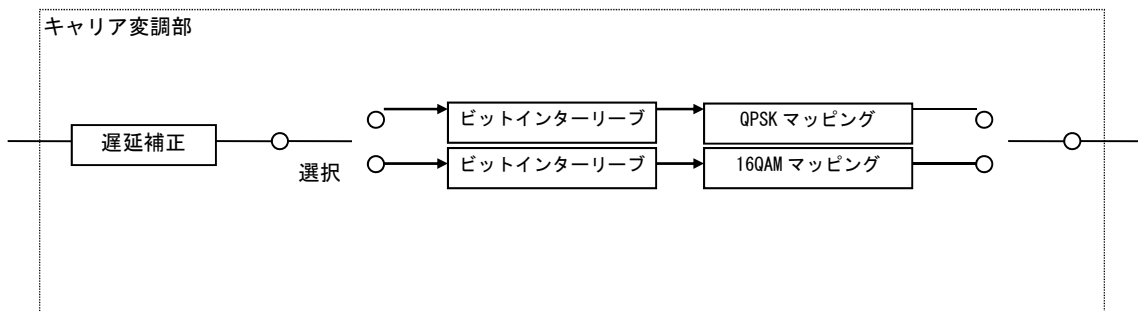 キャリア変調部
ビットインターリーブ
QPSK マッピング
遅延補正
選択
ビットインターリーブ
16QAM マッピング